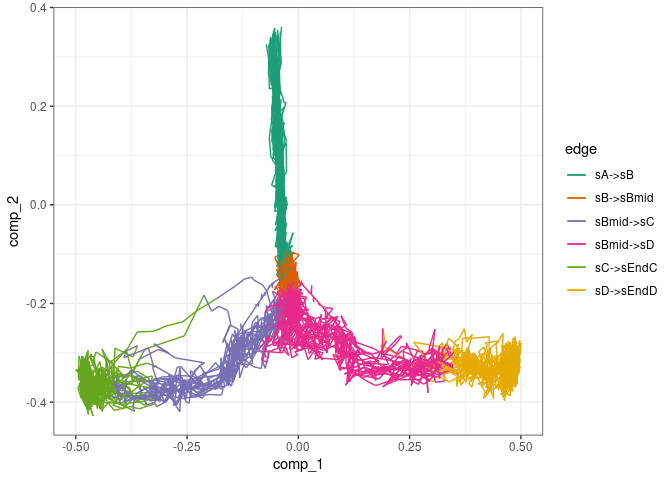 0.4
0.2
0.0
-0.2
-0.4
comp_2
-0.50
-0.25
0.00
0.25
0.50
comp_1
edge
sA->sB
sB->sBmid
sBmid->sC
sBmid->sD
sC->sEndC
sD->sEndD